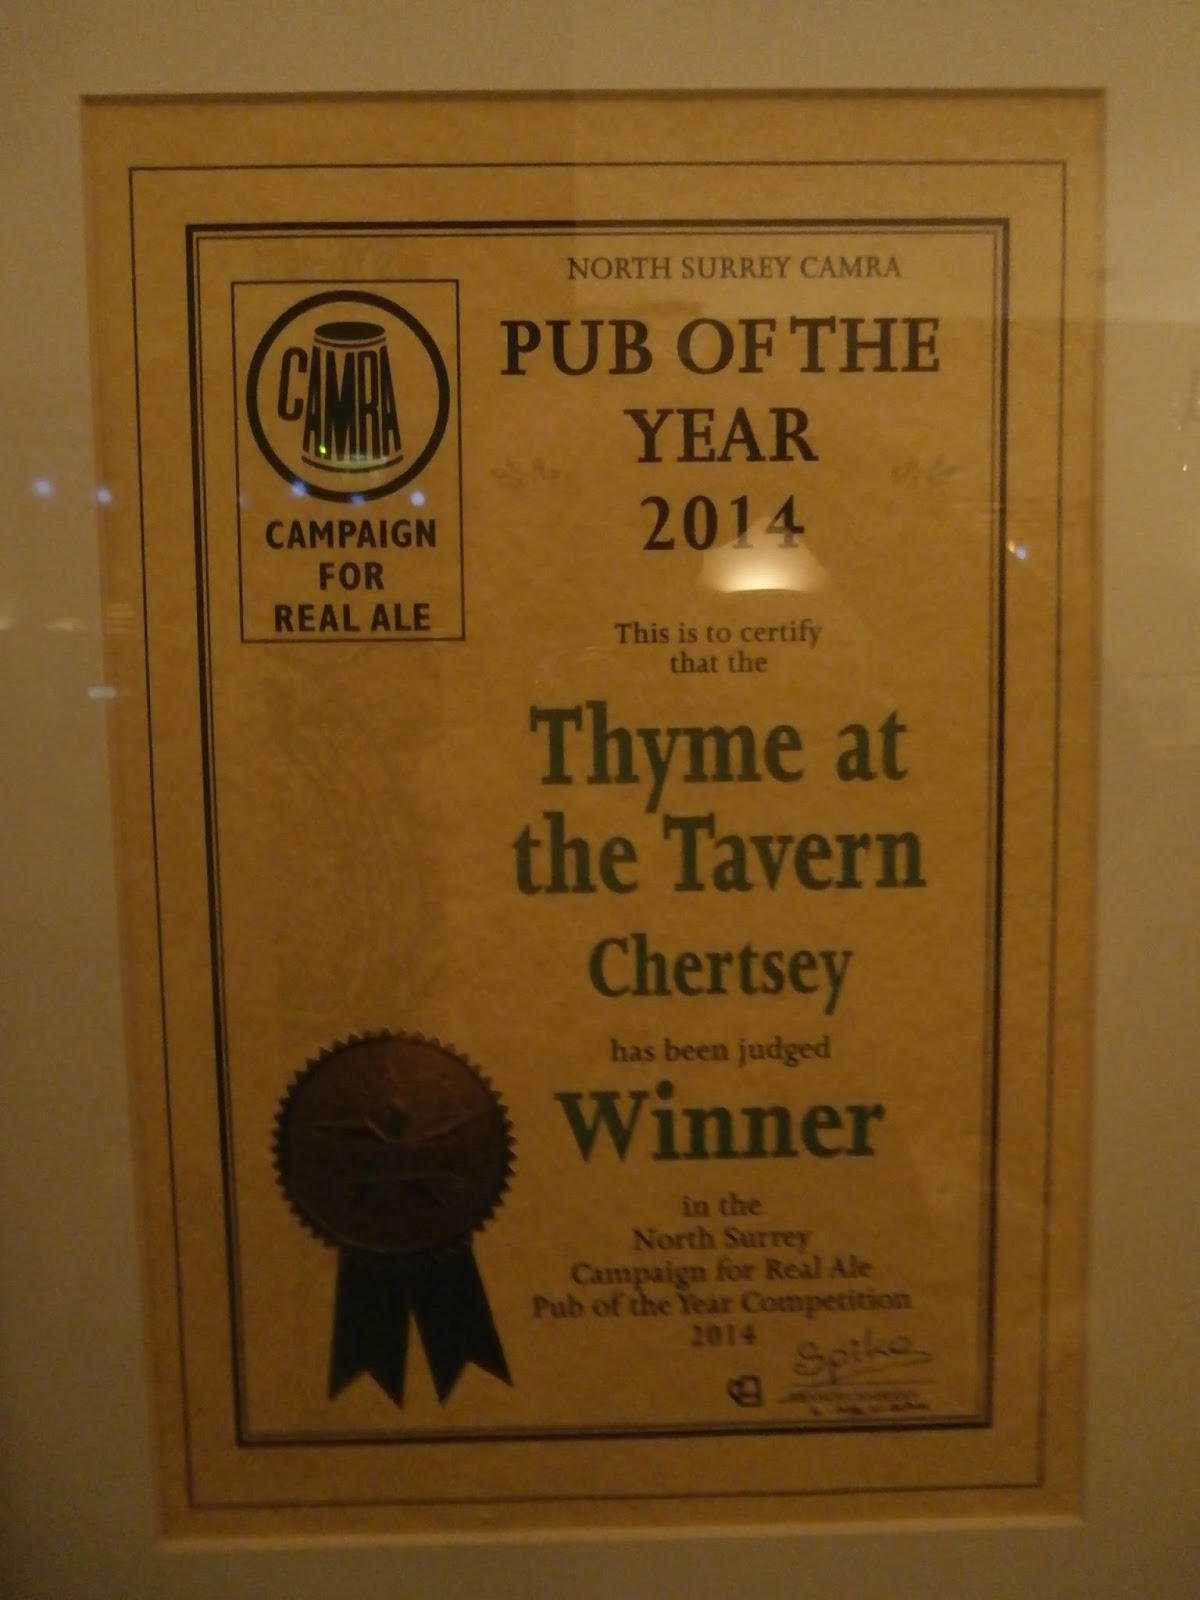 NORTH SURREY CAMRA
PUB OF THE
YEAR
2014
CAMRA
CAMPAIGN
FOR
REAL ALE
This is to certify
that the
Thyme at
the Tavern
Chertsey
has been judged
Winner
in the
North Surrey
Campaign for Real Ale
Pub of the Year Competition
2014
Spike